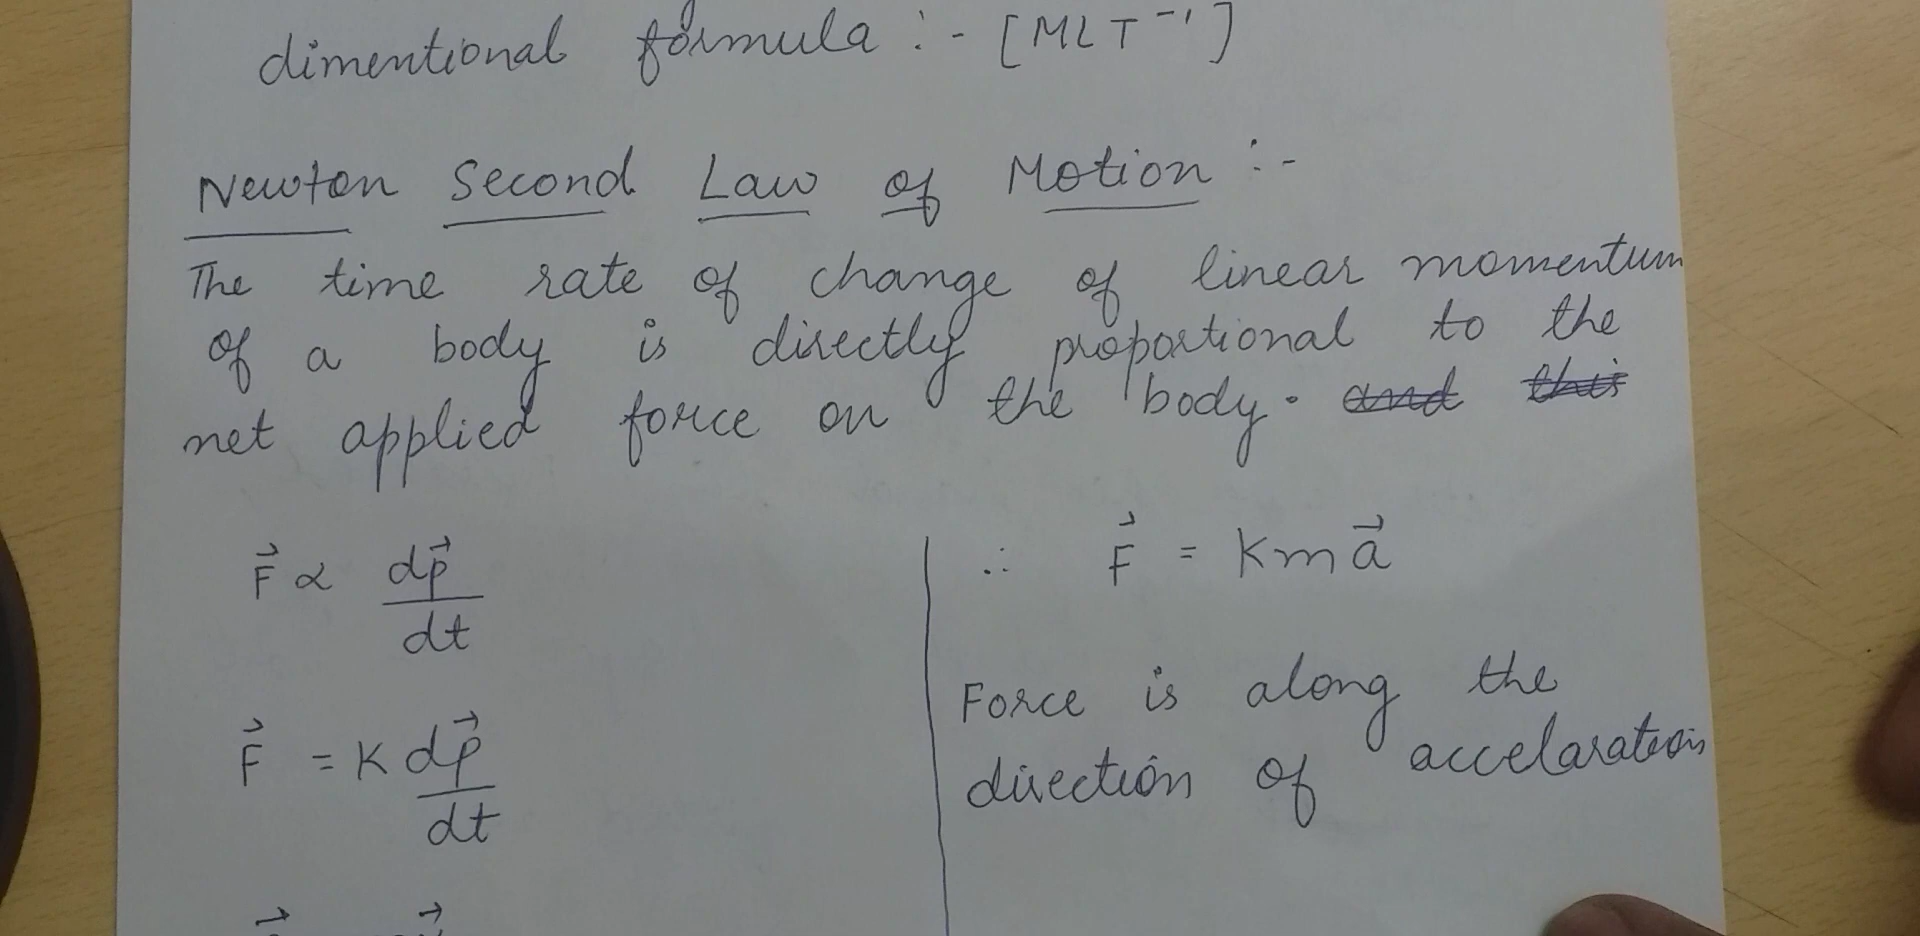 dimentional formula :- [MLT⁻¹]
Newton Second Law of Motion :-
The time rate of change of linear momentum
of a body is directly proportional to the
net applied force on the body. ~~and this~~
F⃗ ∝ dp⃗/dt
F⃗ = K dp⃗/dt
∴ F⃗ = Kma⃗
Force is along the
direction of accelaration